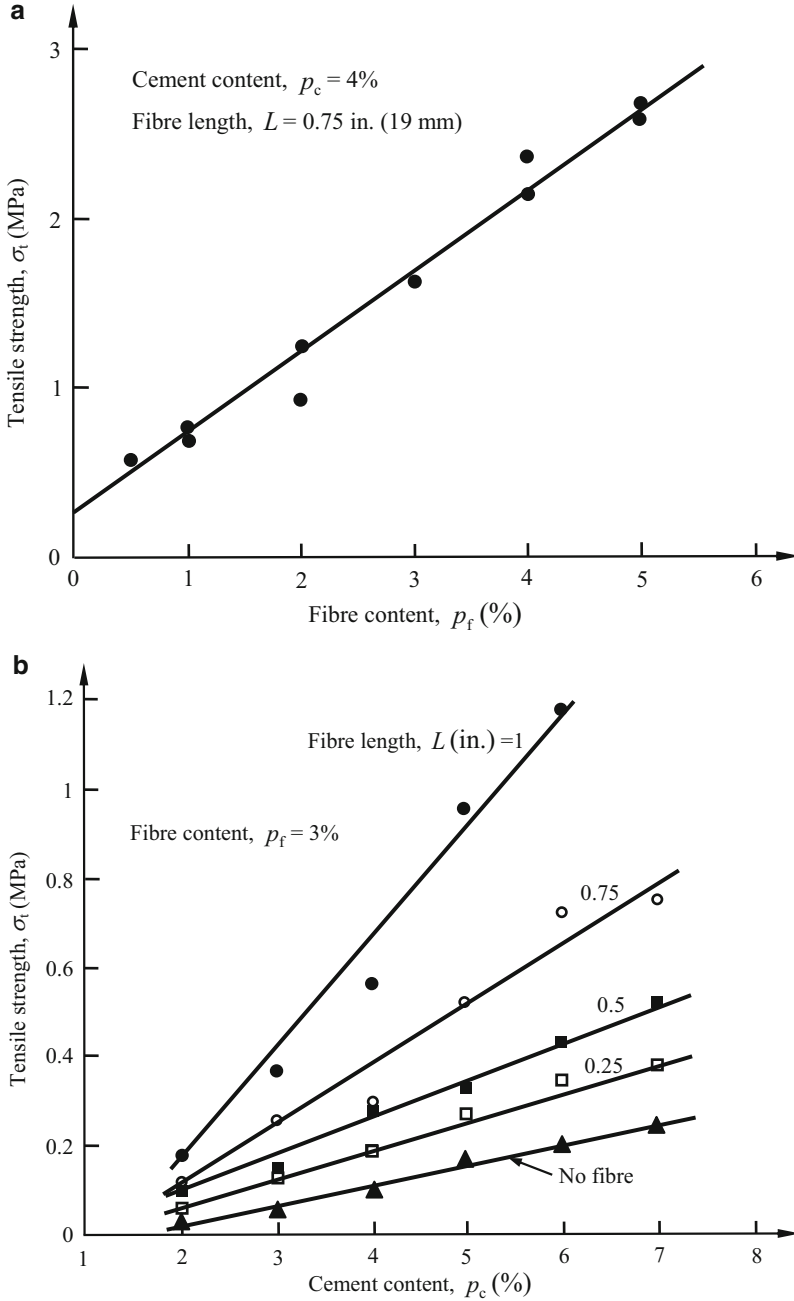 a
3
Cement content, p_c = 4%
Fibre length, L = 0.75 in. (19 mm)
2
Tensile strength, σ_t (MPa)
1
0
0 1 2 3 4 5 6
Fibre content, p_f (%)
b
1.2
Fibre length, L (in.) =1
1
Fibre content, p_f = 3%
0.8
0.75
Tensile strength, σ_t (MPa)
0.6
0.5
0.4
0.25
0.2
No fibre
0
1 2 3 4 5 6 7 8
Cement content, p_c (%)